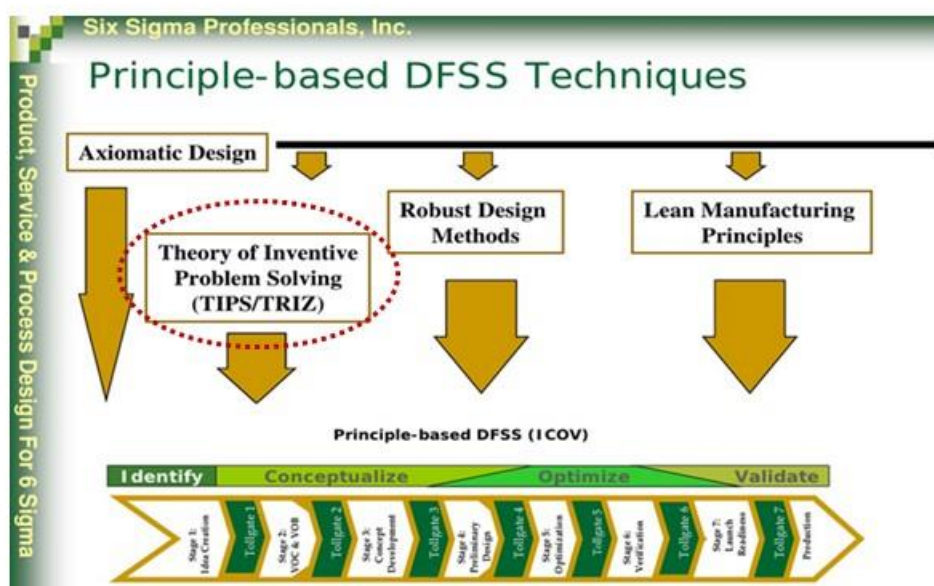 Six Sigma Professionals, Inc.
Product, Service & Process Design For 6 Sigma
Principle-based DFSS Techniques
Axiomatic Design
Theory of Inventive
Problem Solving
(TIPS/TRIZ)
Robust Design
Methods
Lean Manufacturing
Principles
Principle-based DFSS (ICOV)
Identify
Conceptualize
Optimize
Validate
Stage 1:
Idea Creation
Tollgate 1
Stage 2:
VOC & VOB
Tollgate 2
Stage 3:
Concept
Development
Tollgate 3
Stage 4:
Preliminary
Design
Tollgate 4
Stage 5:
Optimization
Tollgate 5
Stage 6:
Verification
Tollgate 6
Stage 7:
Launch
Readiness
Tollgate 7
Production